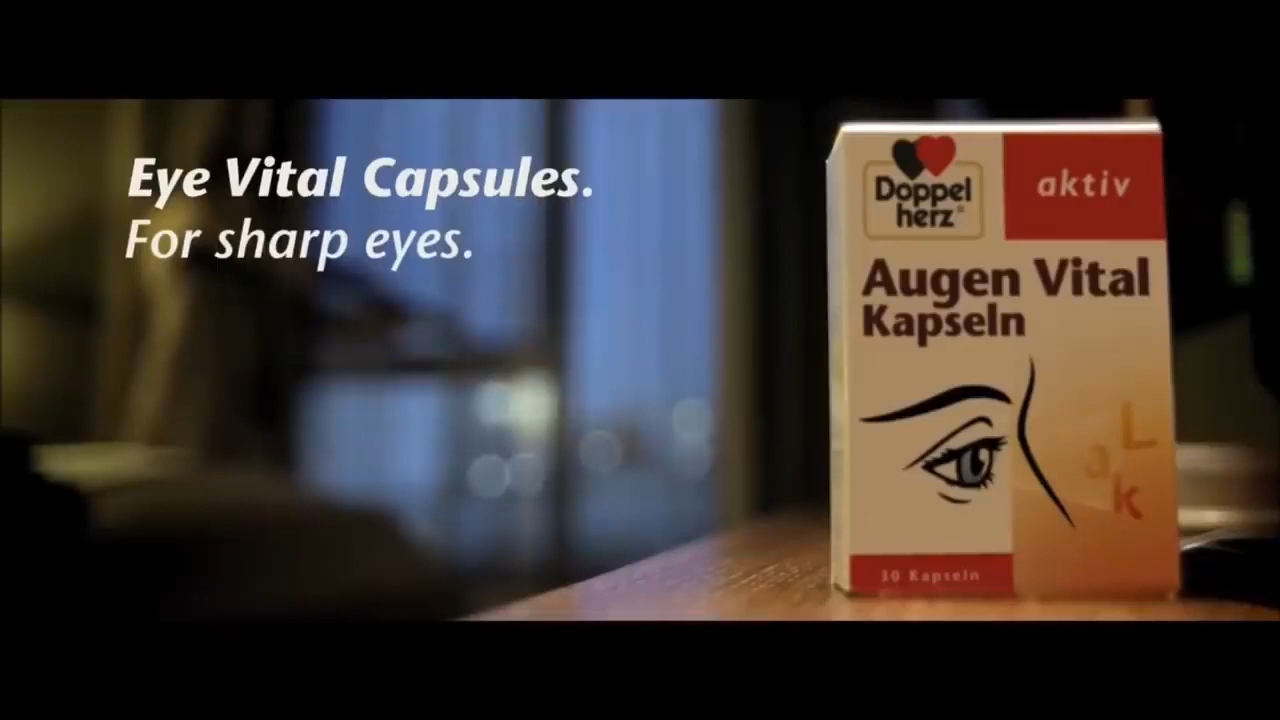 Eye Vital Capsules.
For sharp eyes.
Doppel
herz®
aktiv
Augen Vital
Kapseln
L
a
k
30 Kapseln